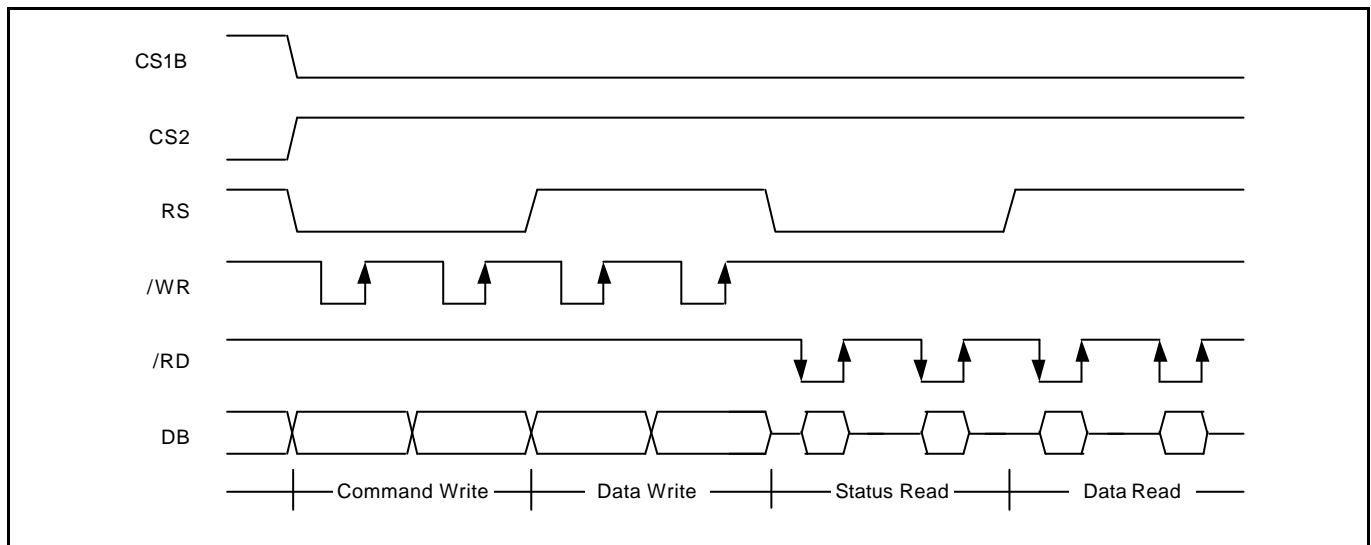 CS1B
CS2
RS
/WR
/RD
DB
Command Write Data Write Status Read Data Read